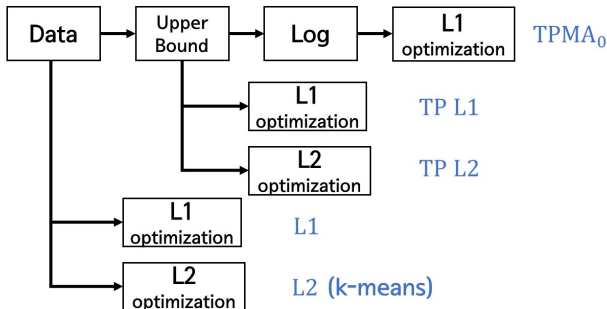 Data
Upper
Bound
Log
L1
optimization
TPMA₀
L1
optimization
TP L1
L2
optimization
TP L2
L1
optimization
L1
L2
optimization
L2 (k-means)